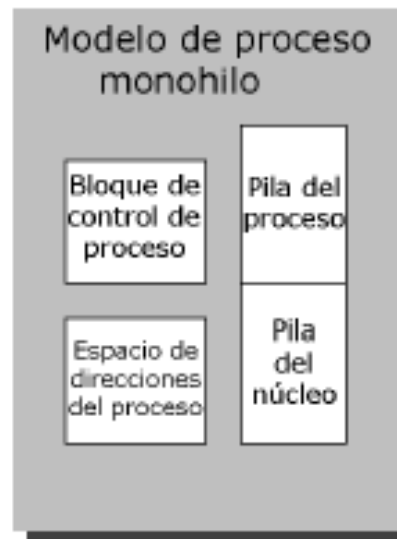 Modelo de proceso
monohilo
Bloque de
control de
proceso
Pila del
proceso
Espacio de
direcciones
del proceso
Pila
del
núcleo